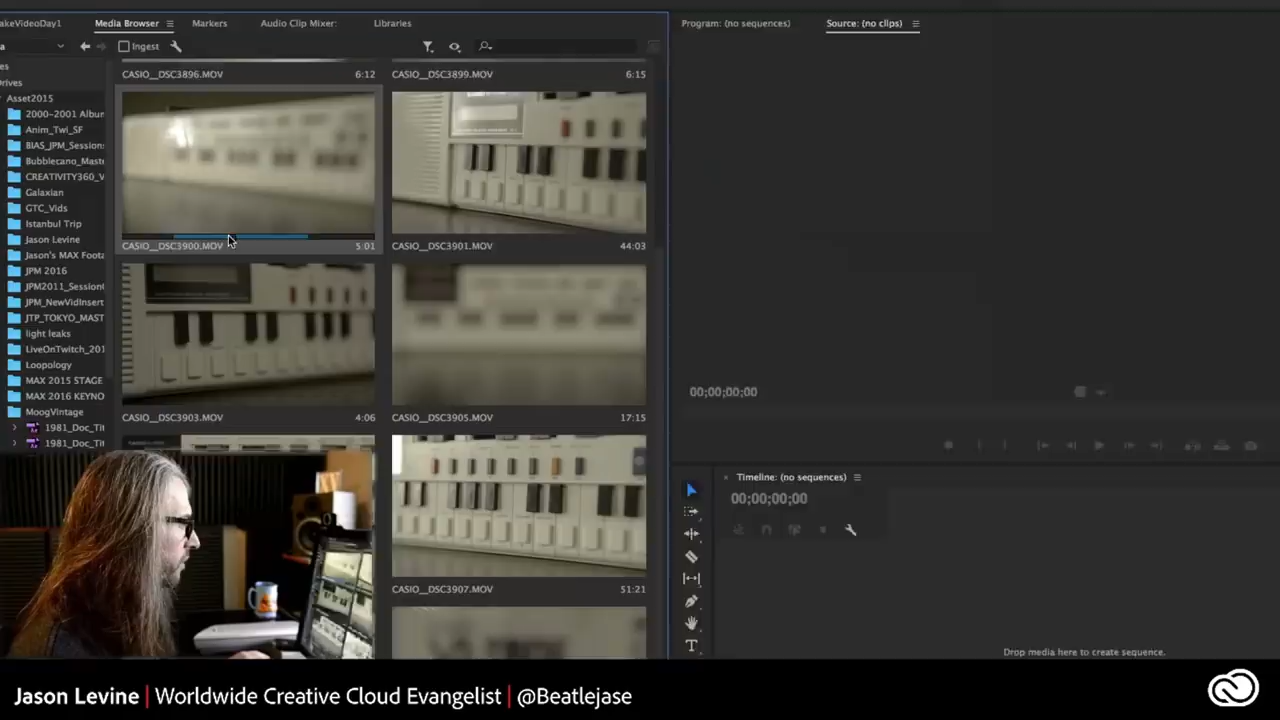 akeVideoDay1
Media Browser
Markers
Audio Clip Mixer:
Libraries
Program: (no sequences)
Source: (no clips)
a
Ingest
es
Drives
Asset2015
2000-2001 Albur
Anim_Twi_SF
BIAS_JPM_Session
Bubblecano_Maste
CREATIVITY360_V
Galaxian
GTC_Vids
Istanbul Trip
Jason Levine
Jason's MAX Foota
JPM 2016
JPM2011_Session
JPM_NewVidInsert
JTP_TOKYO_MAST
light leaks
LiveOnTwitch_201
Loopology
MAX 2015 STAGE
MAX 2016 KEYNO
MoogVintage
1981_Doc_Tit
1981_Doc_Tit
CASIO__DSC3896.MOV 6:12
CASIO__DSC3899.MOV 6:15
CASIO__DSC3900.MOV 5:01
CASIO__DSC3901.MOV 44:03
CASIO__DSC3903.MOV 4:06
CASIO__DSC3905.MOV 17:15
CASIO__DSC3907.MOV 51:21
00;00;00;00
Timeline: (no sequences)
00;00;00;00
Drop media here to create sequence.
Jason Levine | Worldwide Creative Cloud Evangelist | @Beatlejase